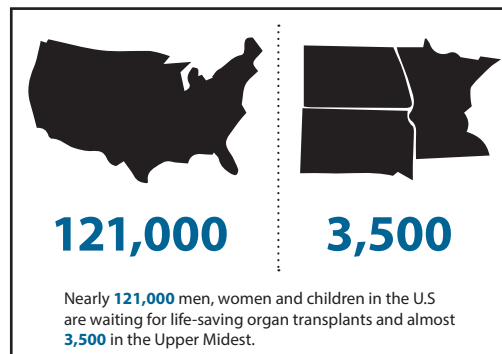 121,000
3,500
Nearly 121,000 men, women and children in the U.S
are waiting for life-saving organ transplants and almost
3,500 in the Upper Midest.